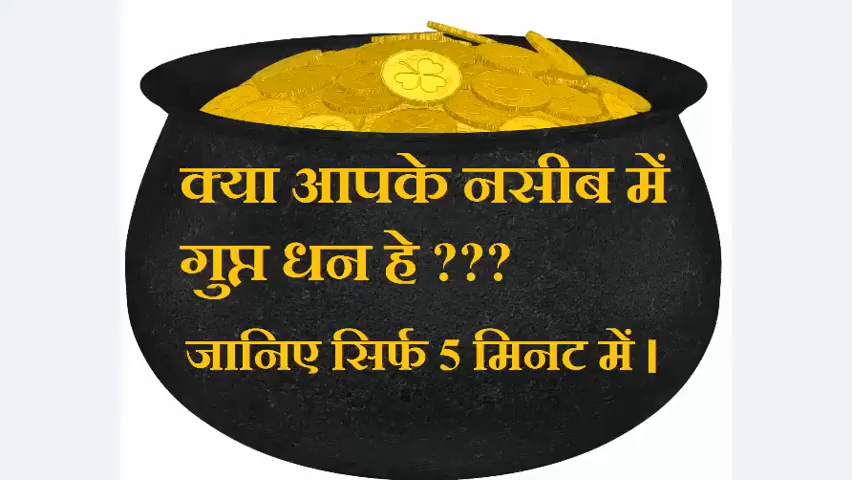 क्या आपके नसीब में
गुप्त धन हे ???
जानिए सिर्फ 5 मिनट में।